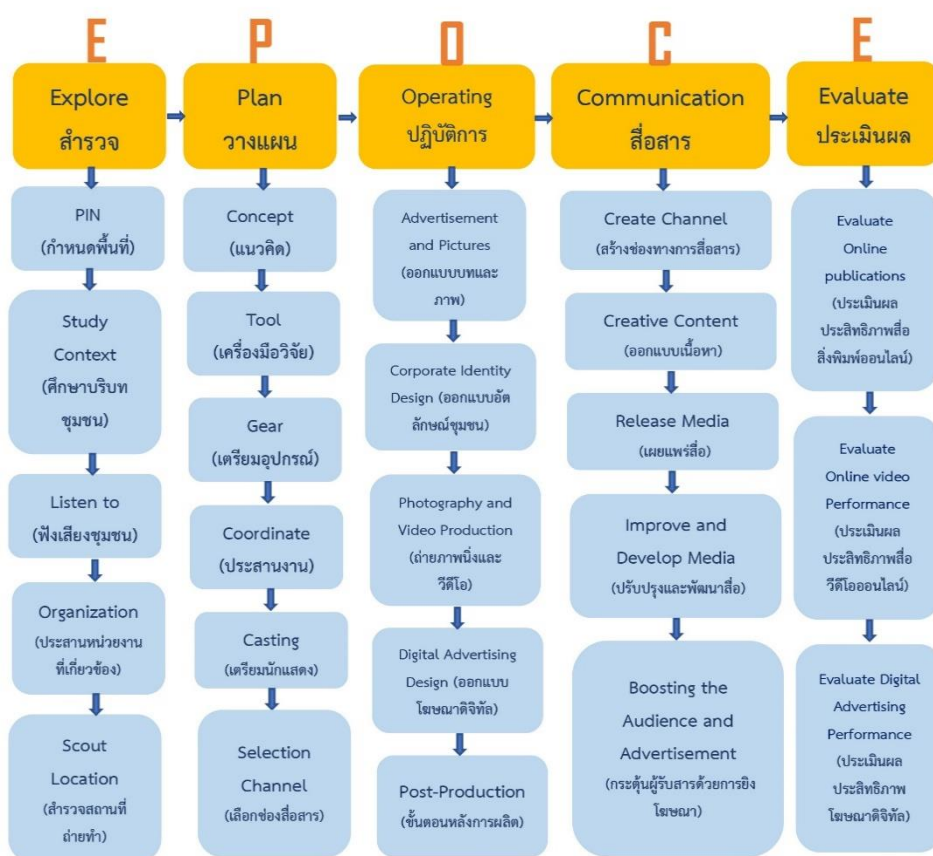 E
P
O
C
E
Explore
สำรวจ
Plan
วางแผน
Operating
ปฏิบัติการ
Communication
สื่อสาร
Evaluate
ประเมินผล
PIN
(กำหนดพื้นที่)
Study
Context
(ศึกษาบริบท
ชุมชน)
Listen to
(ฟังเสียงชุมชน)
Organization
(ประสานหน่วยงาน
ที่เกี่ยวข้อง)
Scout
Location
(สำรวจสถานที่
ถ่ายทำ)
Concept
(แนวคิด)
Tool
(เครื่องมือวิจัย)
Gear
(เตรียมอุปกรณ์)
Coordinate
(ประสานงาน)
Casting
(เตรียมนักแสดง)
Selection
Channel
(เลือกช่องสื่อสาร)
Advertisement
and Pictures
(ออกแบบบทและ
ภาพ)
Corporate Identity
Design (ออกแบบอัต
ลักษณ์ชุมชน)
Photography and
Video Production
(ถ่ายภาพนิ่งและ
วีดีโอ)
Digital Advertising
Design (ออกแบบ
โฆษณาดิจิทัล)
Post-Production
(ขั้นตอนหลังการผลิต)
Create Channel
(สร้างช่องทางการสื่อสาร)
Creative Content
(ออกแบบเนื้อหา)
Release Media
(เผยแพร่สื่อ)
Improve and
Develop Media
(ปรับปรุงและพัฒนาสื่อ)
Boosting the
Audience and
Advertisement
(กระตุ้นผู้รับสารด้วยการยิง
โฆษณา)
Evaluate
Online
publications
(ประเมินผล
ประสิทธิภาพสื่อ
สิ่งพิมพ์ออนไลน์)
Evaluate
Online video
Performance
(ประเมินผล
ประสิทธิภาพสื่อ
วีดีโอออนไลน์)
Evaluate Digital
Advertising
Performance
(ประเมินผล
ประสิทธิภาพ
โฆษณาดิจิทัล)